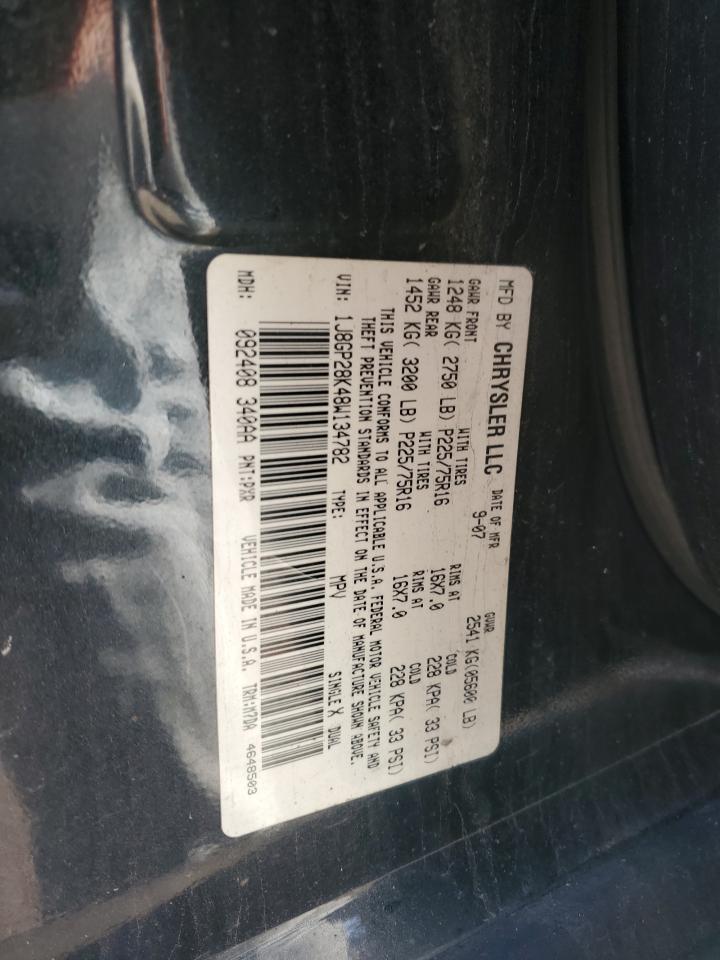 MFD BY CHRYSLER LLC DATE OF MFR 9-07 GVWR 2541 KG(05600 LB)
GAWR FRONT WITH TIRES RIMS AT COLD
1248 KG( 2750 LB) P225/75R16 16X7.0 228 KPA( 33 PSI)
GAWR REAR WITH TIRES RIMS AT COLD
1452 KG( 3200 LB) P225/75R16 16X7.0 228 KPA( 33 PSI)
THIS VEHICLE CONFORMS TO ALL APPLICABLE U.S.A. FEDERAL MOTOR VEHICLE SAFETY AND
THEFT PREVENTION STANDARDS IN EFFECT ON THE DATE OF MANUFACTURE SHOWN ABOVE.
VIN: 1J8GP28K48W134782 TYPE: MPV SINGLE X DUAL
MDH: 092408 340AA PNT:PXR VEHICLE MADE IN U.S.A. TRM:M7DA 4648503